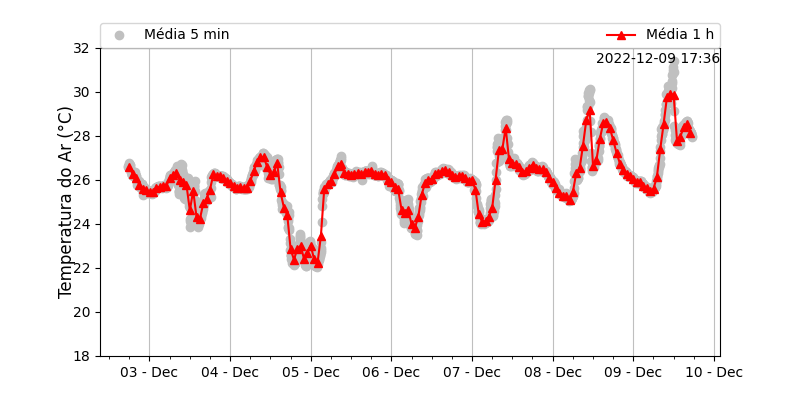 Média 5 min
Média 1 h
2022-12-09 17:36
Temperatura do Ar (°C)
32
30
28
26
24
22
20
18
03 - Dec
04 - Dec
05 - Dec
06 - Dec
07 - Dec
08 - Dec
09 - Dec
10 - Dec